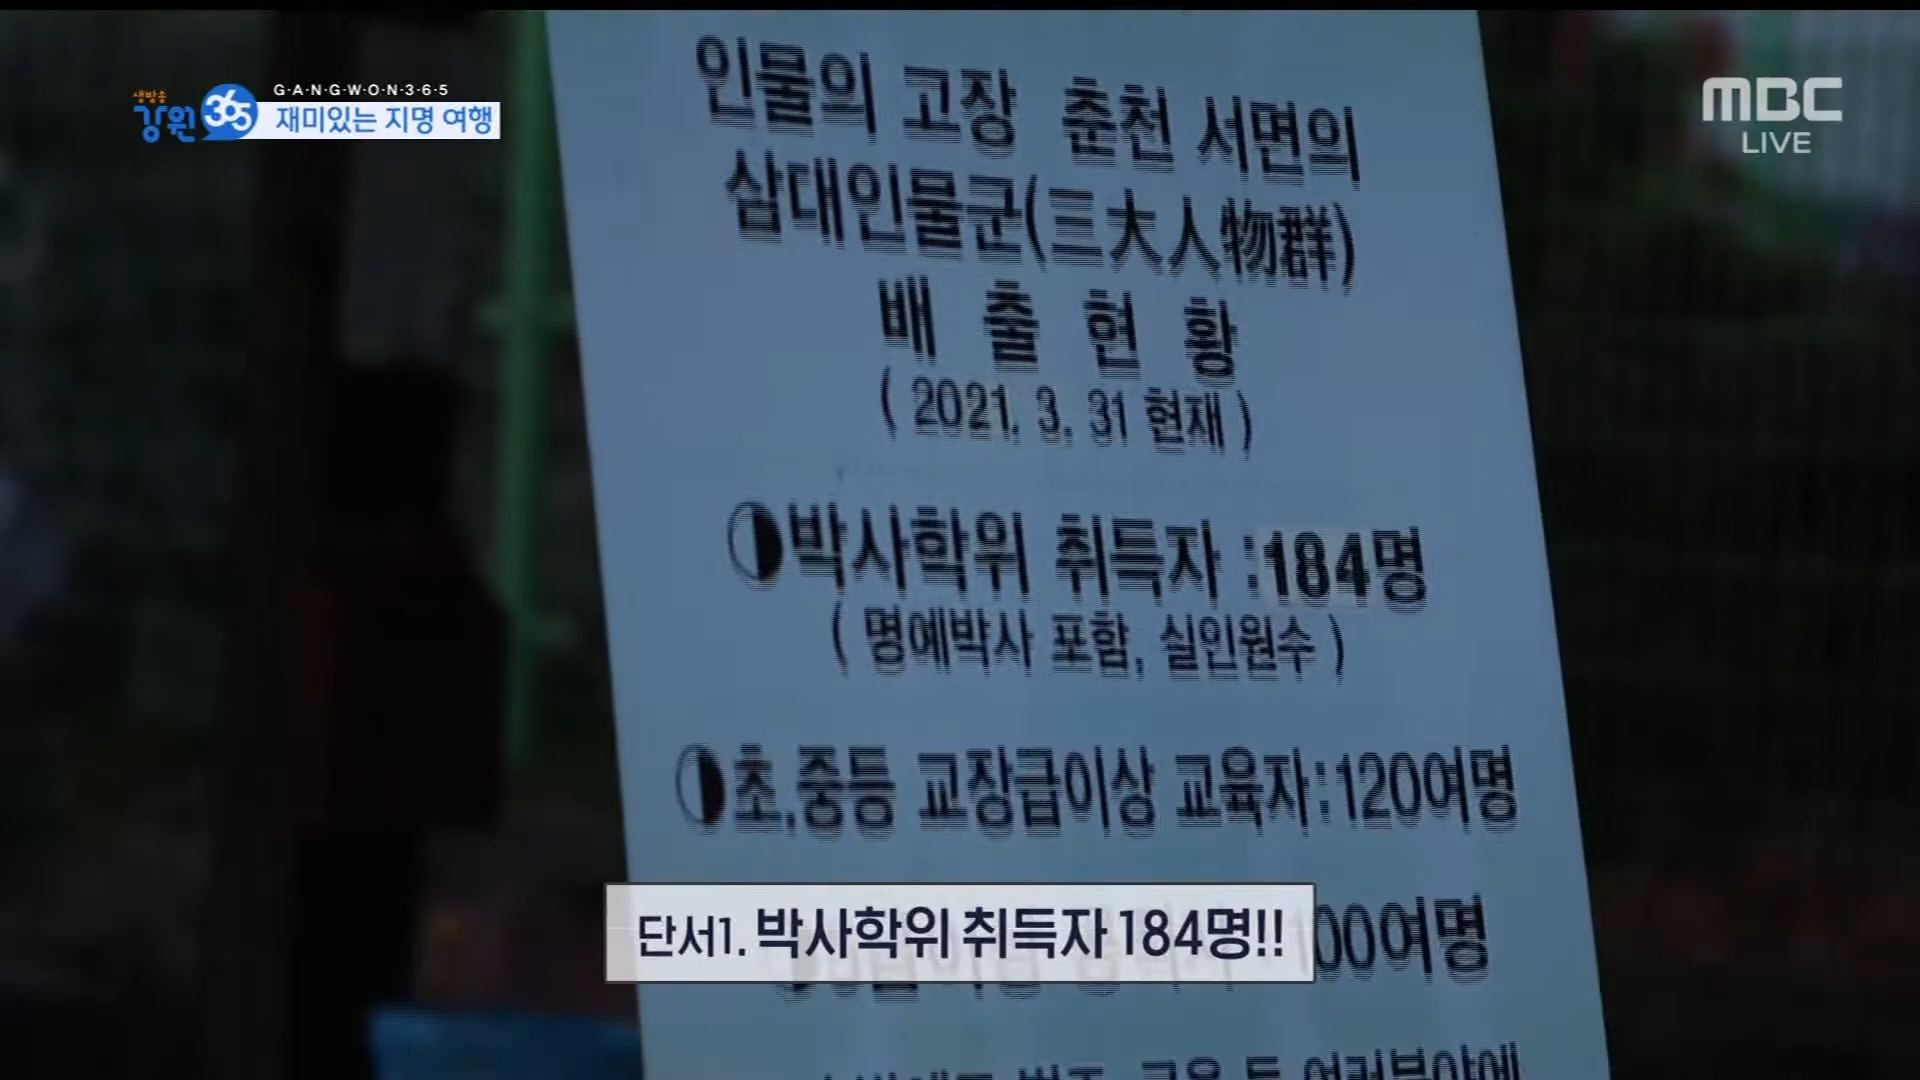 생방송
강원 365
G·A·N·G·W·O·N·3·6·5
재미있는 지명 여행
MBC
LIVE
인물의 고장 춘천 서면의
삼대인물군(三大人物群)
배 출 현 황
( 2021. 3. 31 현재 )
박사학위 취득자 :184명
( 명예박사 포함, 실인원수 )
초.중등 교장급이상 교육자:120여명
00여명
단서1. 박사학위 취득자 184명!!
여러분야에